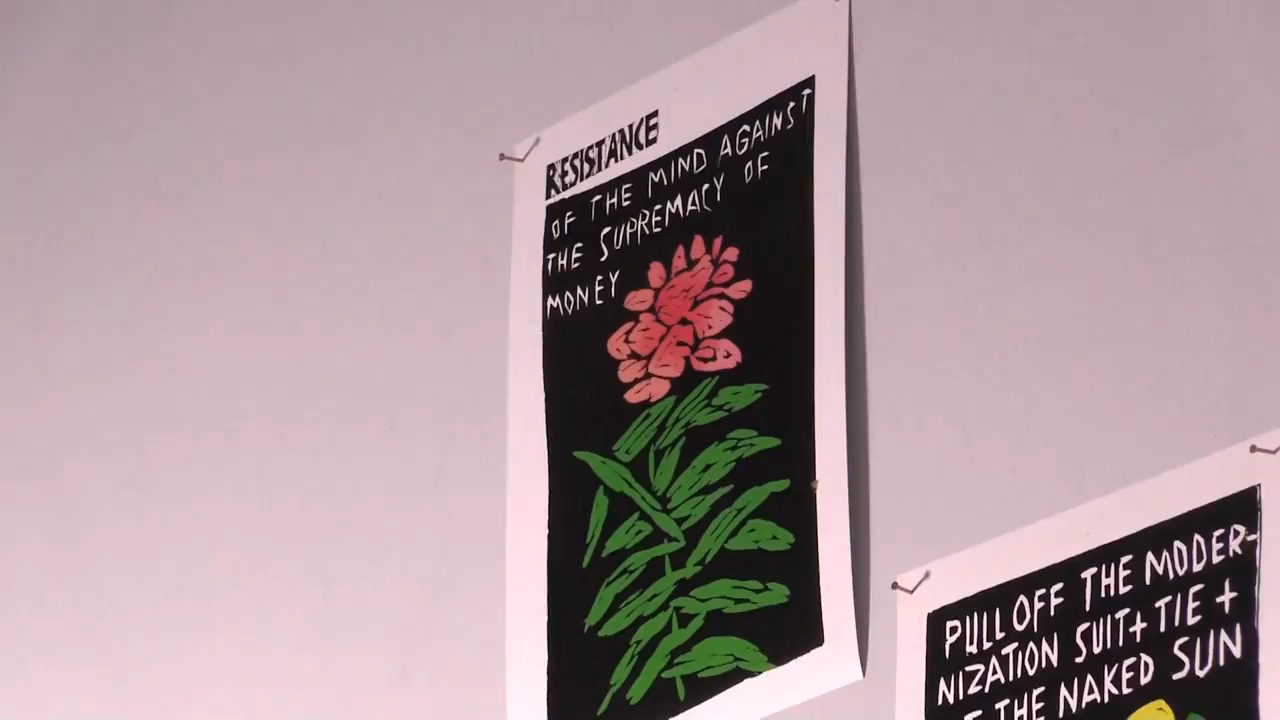 RESISTANCE
OF THE MIND AGAINST
THE SUPREMACY OF
MONEY
PULL OFF THE MODER-
NIZATION SUIT + TIE +
THE NAKED SUN